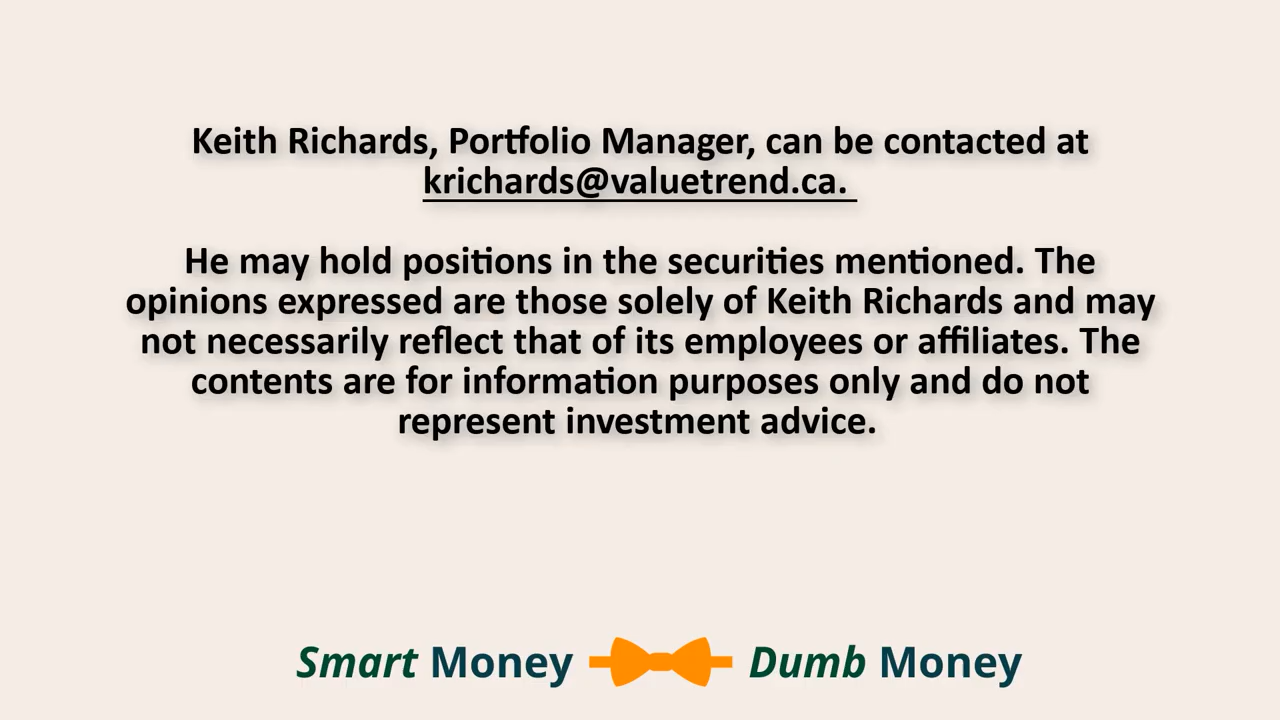 Keith Richards, Portfolio Manager, can be contacted at
krichards@valuetrend.ca.
He may hold positions in the securities mentioned. The
opinions expressed are those solely of Keith Richards and may
not necessarily reflect that of its employees or affiliates. The
contents are for information purposes only and do not
represent investment advice.
Smart Money Dumb Money